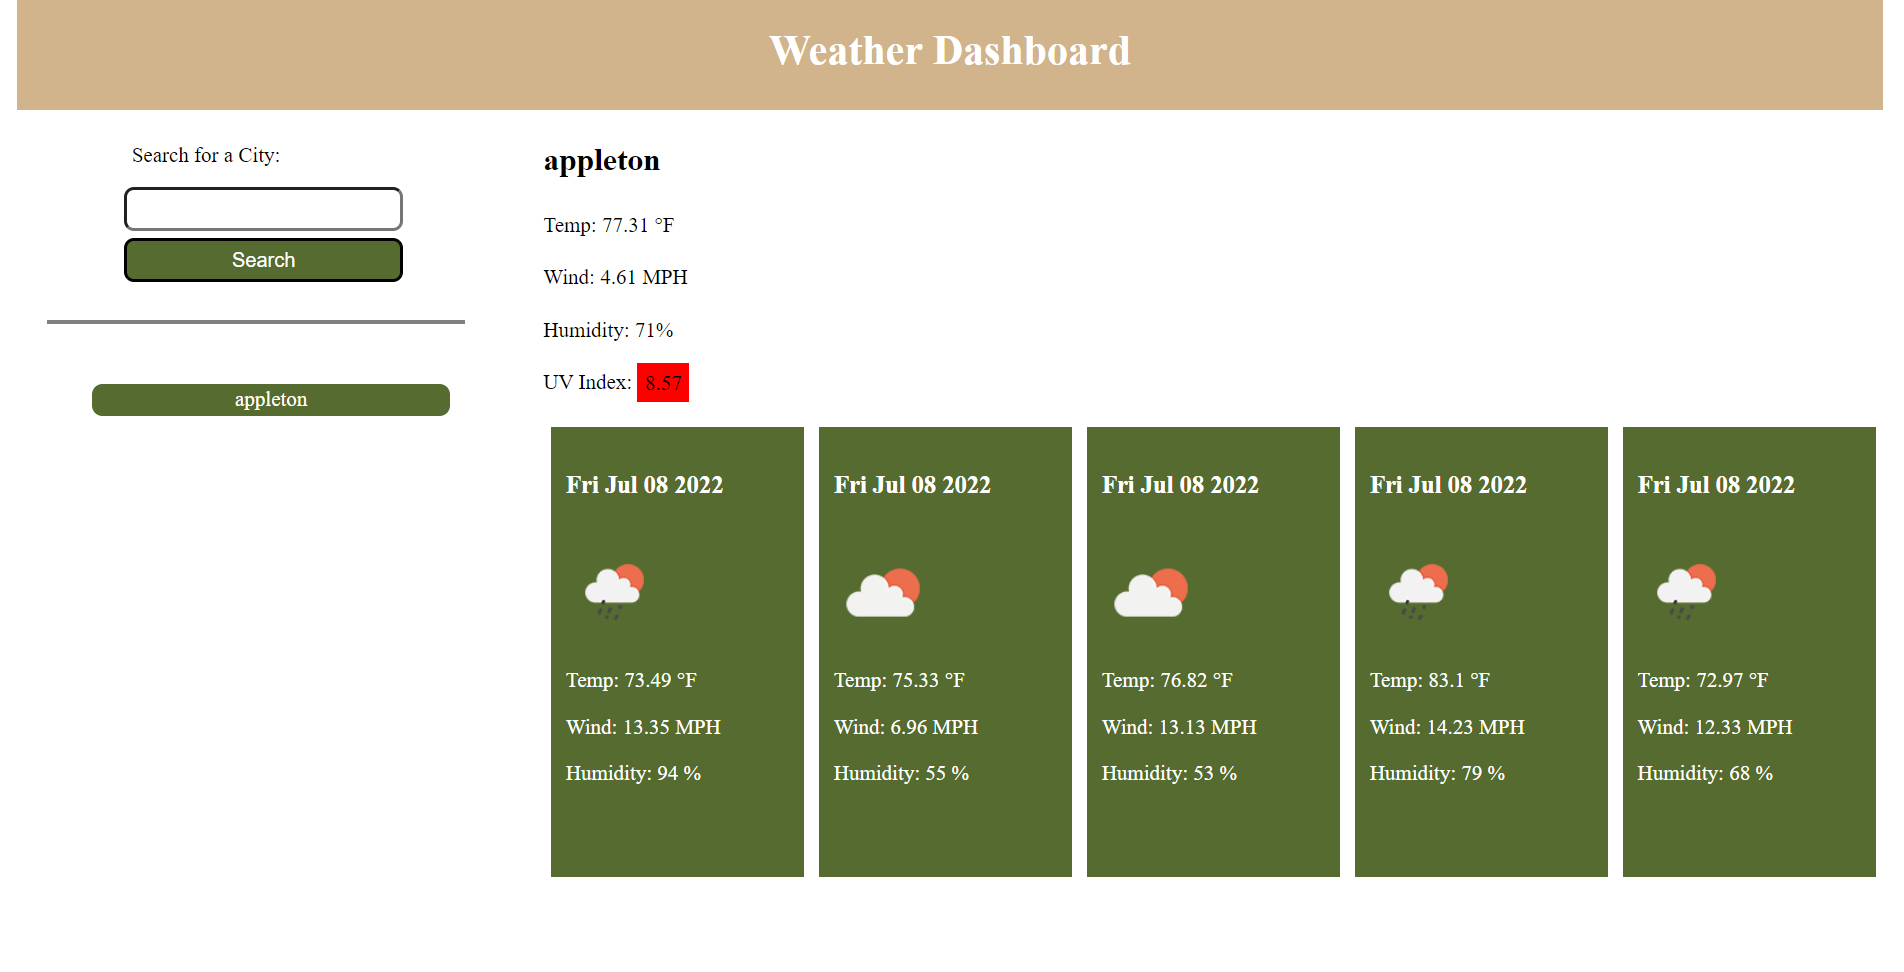 Weather Dashboard
Search for a City:
Search
appleton
appleton
Temp: 77.31 °F
Wind: 4.61 MPH
Humidity: 71%
UV Index: 8.57
Fri Jul 08 2022
Temp: 73.49 °F
Wind: 13.35 MPH
Humidity: 94 %
Fri Jul 08 2022
Temp: 75.33 °F
Wind: 6.96 MPH
Humidity: 55 %
Fri Jul 08 2022
Temp: 76.82 °F
Wind: 13.13 MPH
Humidity: 53 %
Fri Jul 08 2022
Temp: 83.1 °F
Wind: 14.23 MPH
Humidity: 79 %
Fri Jul 08 2022
Temp: 72.97 °F
Wind: 12.33 MPH
Humidity: 68 %